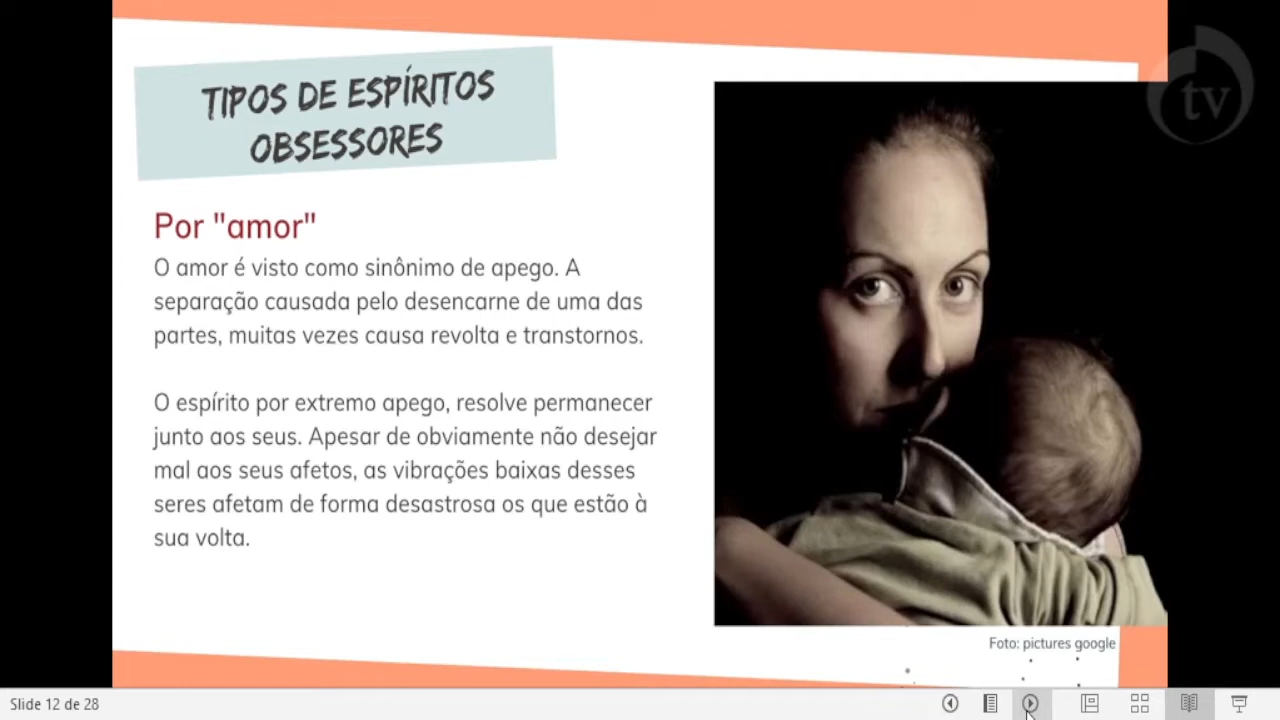 TIPOS DE ESPÍRITOS
OBSESSORES
tv
Por "amor"
O amor é visto como sinônimo de apego. A
separação causada pelo desencarne de uma das
partes, muitas vezes causa revolta e transtornos.
O espírito por extremo apego, resolve permanecer
junto aos seus. Apesar de obviamente não desejar
mal aos seus afetos, as vibrações baixas desses
seres afetam de forma desastrosa os que estão à
sua volta.
Foto: pictures google
Slide 12 de 28